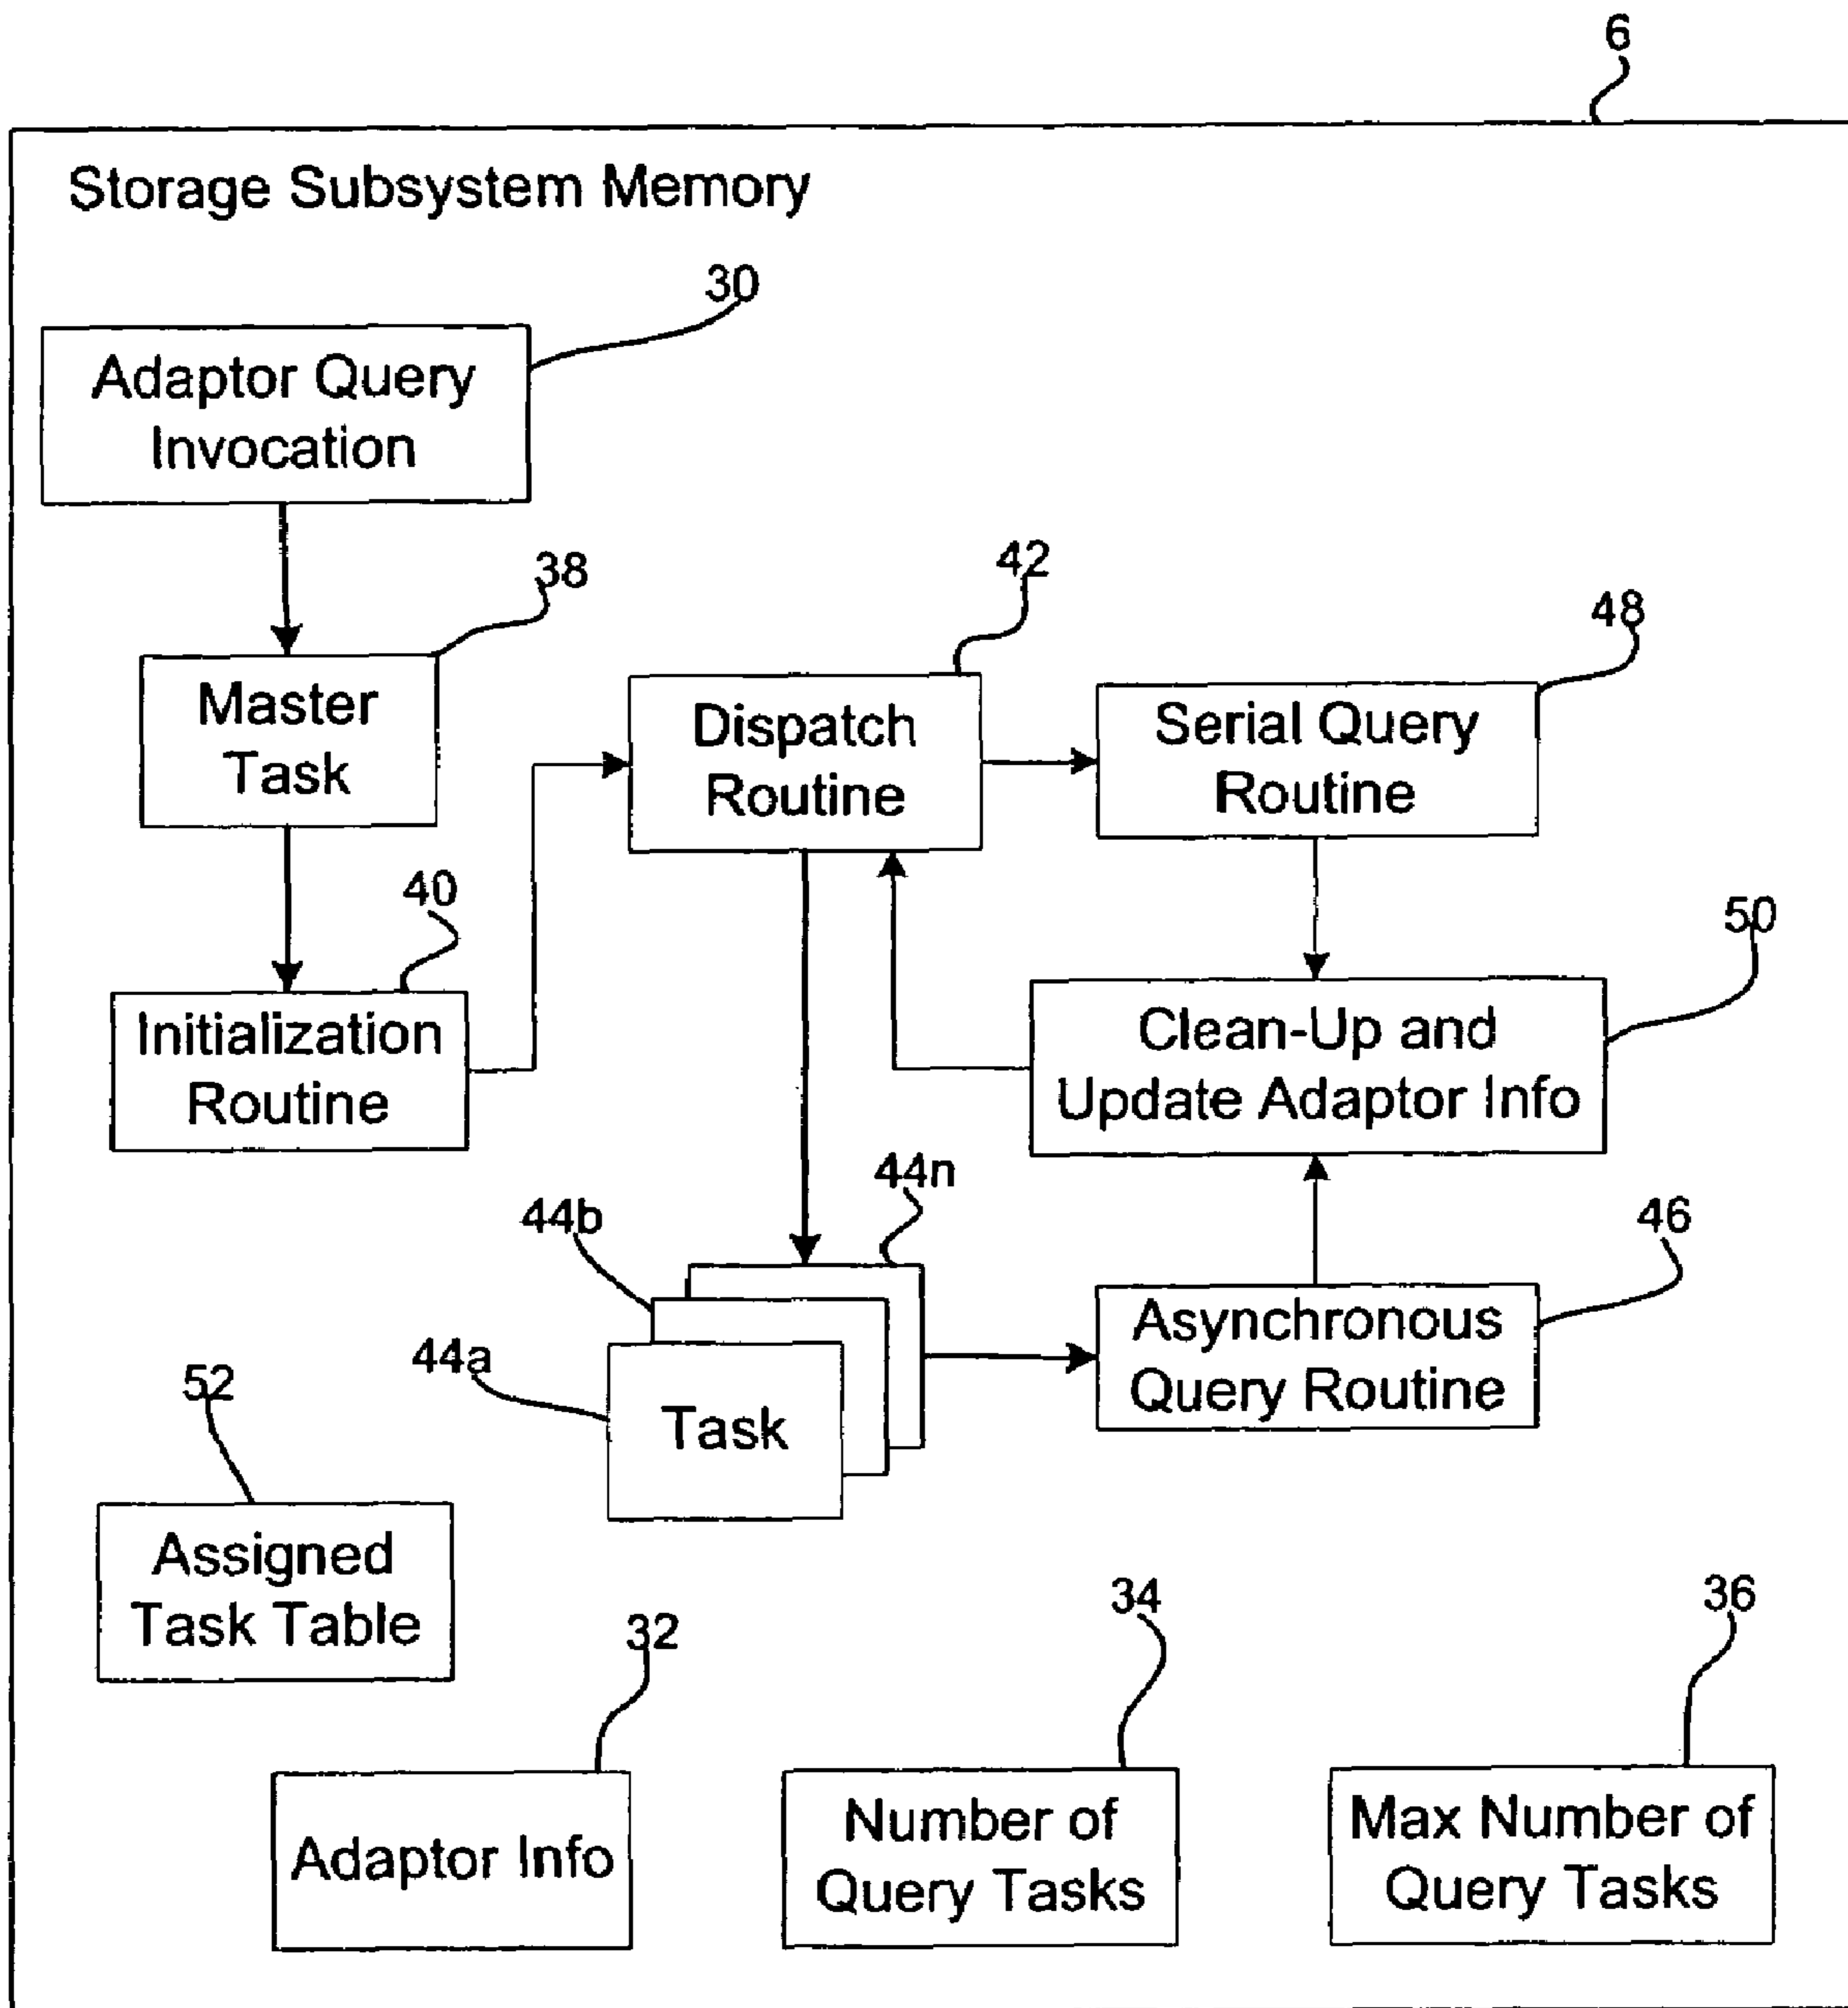 6
Storage Subsystem Memory
30
Adaptor Query
Invocation
38
Master
Task
42
Dispatch
Routine
48
Serial Query
Routine
40
Initialization
Routine
50
Clean-Up and
Update Adaptor Info
44n
44b
44a
Task
46
Asynchronous
Query Routine
52
Assigned
Task Table
32
Adaptor Info
34
Number of
Query Tasks
36
Max Number of
Query Tasks